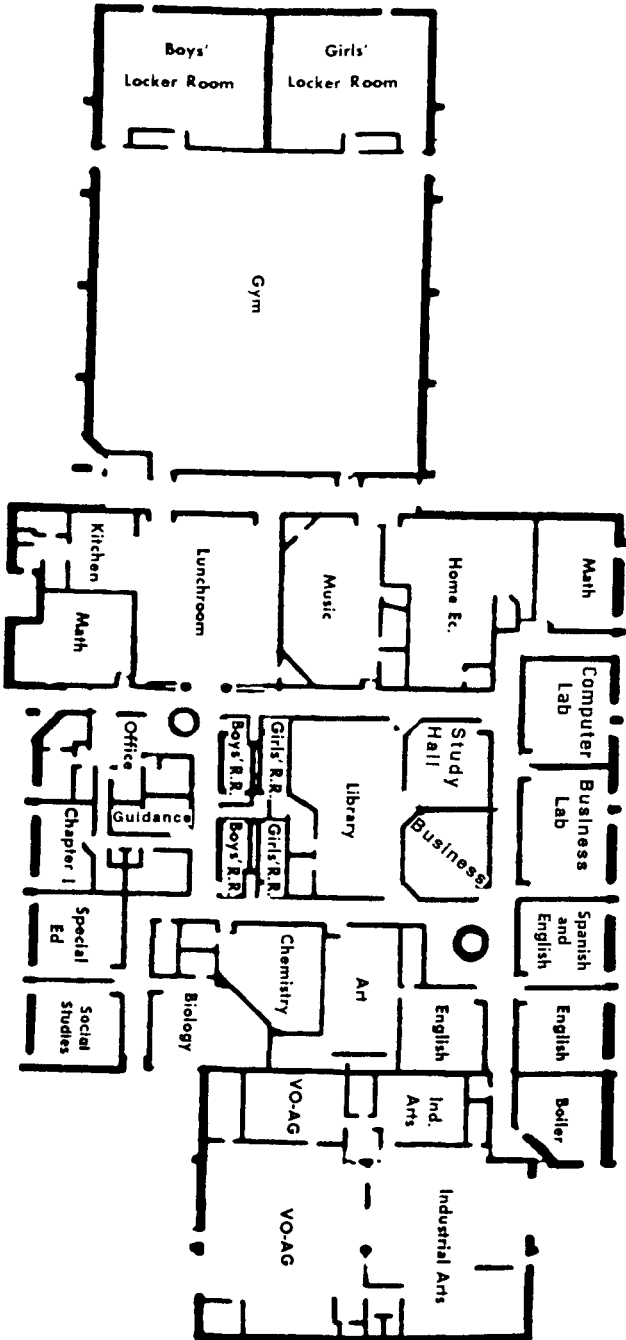 Boys'
Locker Room
Girls'
Locker Room
Gym
Kitchen
Lunchroom
Music
Home Ec.
Math
Math
Computer
Lab
Office
Boys' R.R.
Girls' R.R.
Library
Study
Hall
Business
Business
Lab
Guidance
Chapter I
Boys' R.R.
Girls' R.R.
Special
Ed
Spanish
and
English
Chemistry
Art
Biology
Social
Studies
English
English
VO-AG
Ind.
Arts
Boiler
VO-AG
Industrial Arts